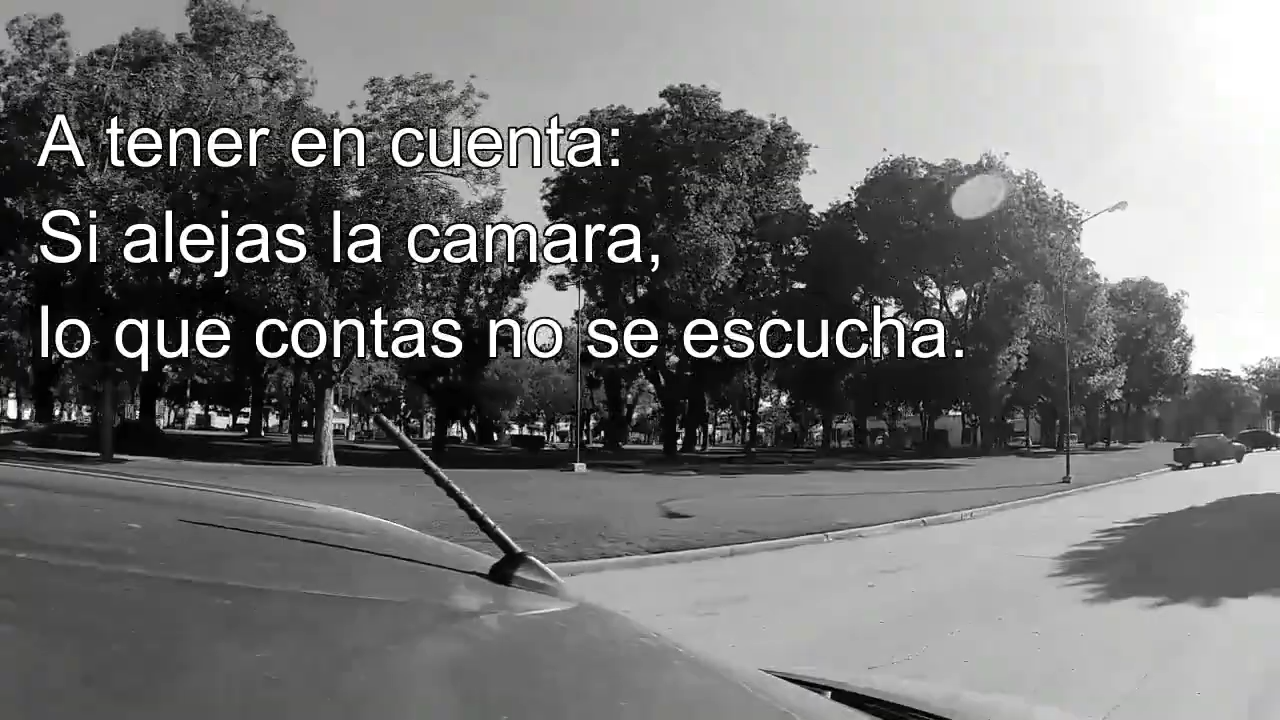 A tener en cuenta:
Si alejas la camara,
lo que contas no se escucha.